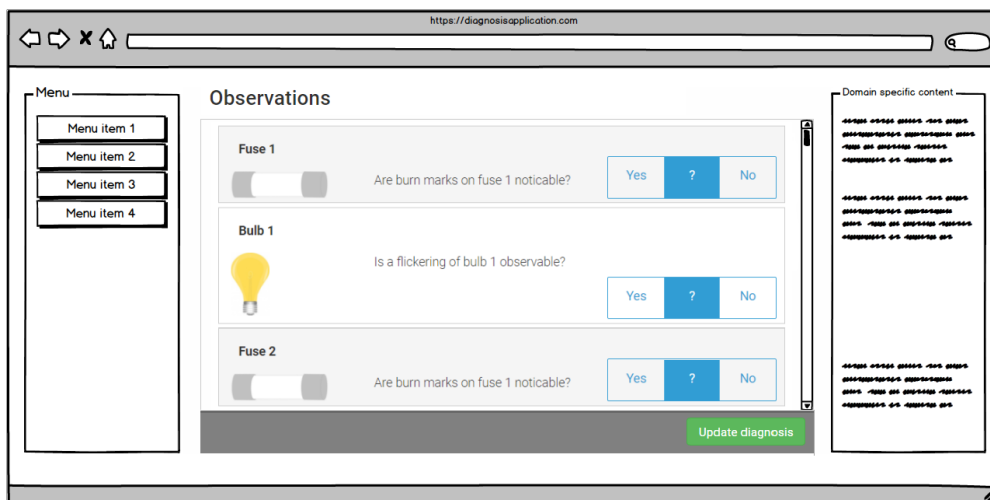 https://diagnosisapplication.com
Menu
Menu item 1
Menu item 2
Menu item 3
Menu item 4
Observations
Fuse 1
Are burn marks on fuse 1 noticable?
Yes
?
No
Bulb 1
Is a flickering of bulb 1 observable?
Yes
?
No
Fuse 2
Are burn marks on fuse 1 noticable?
Yes
?
No
Update diagnosis
Domain specific content